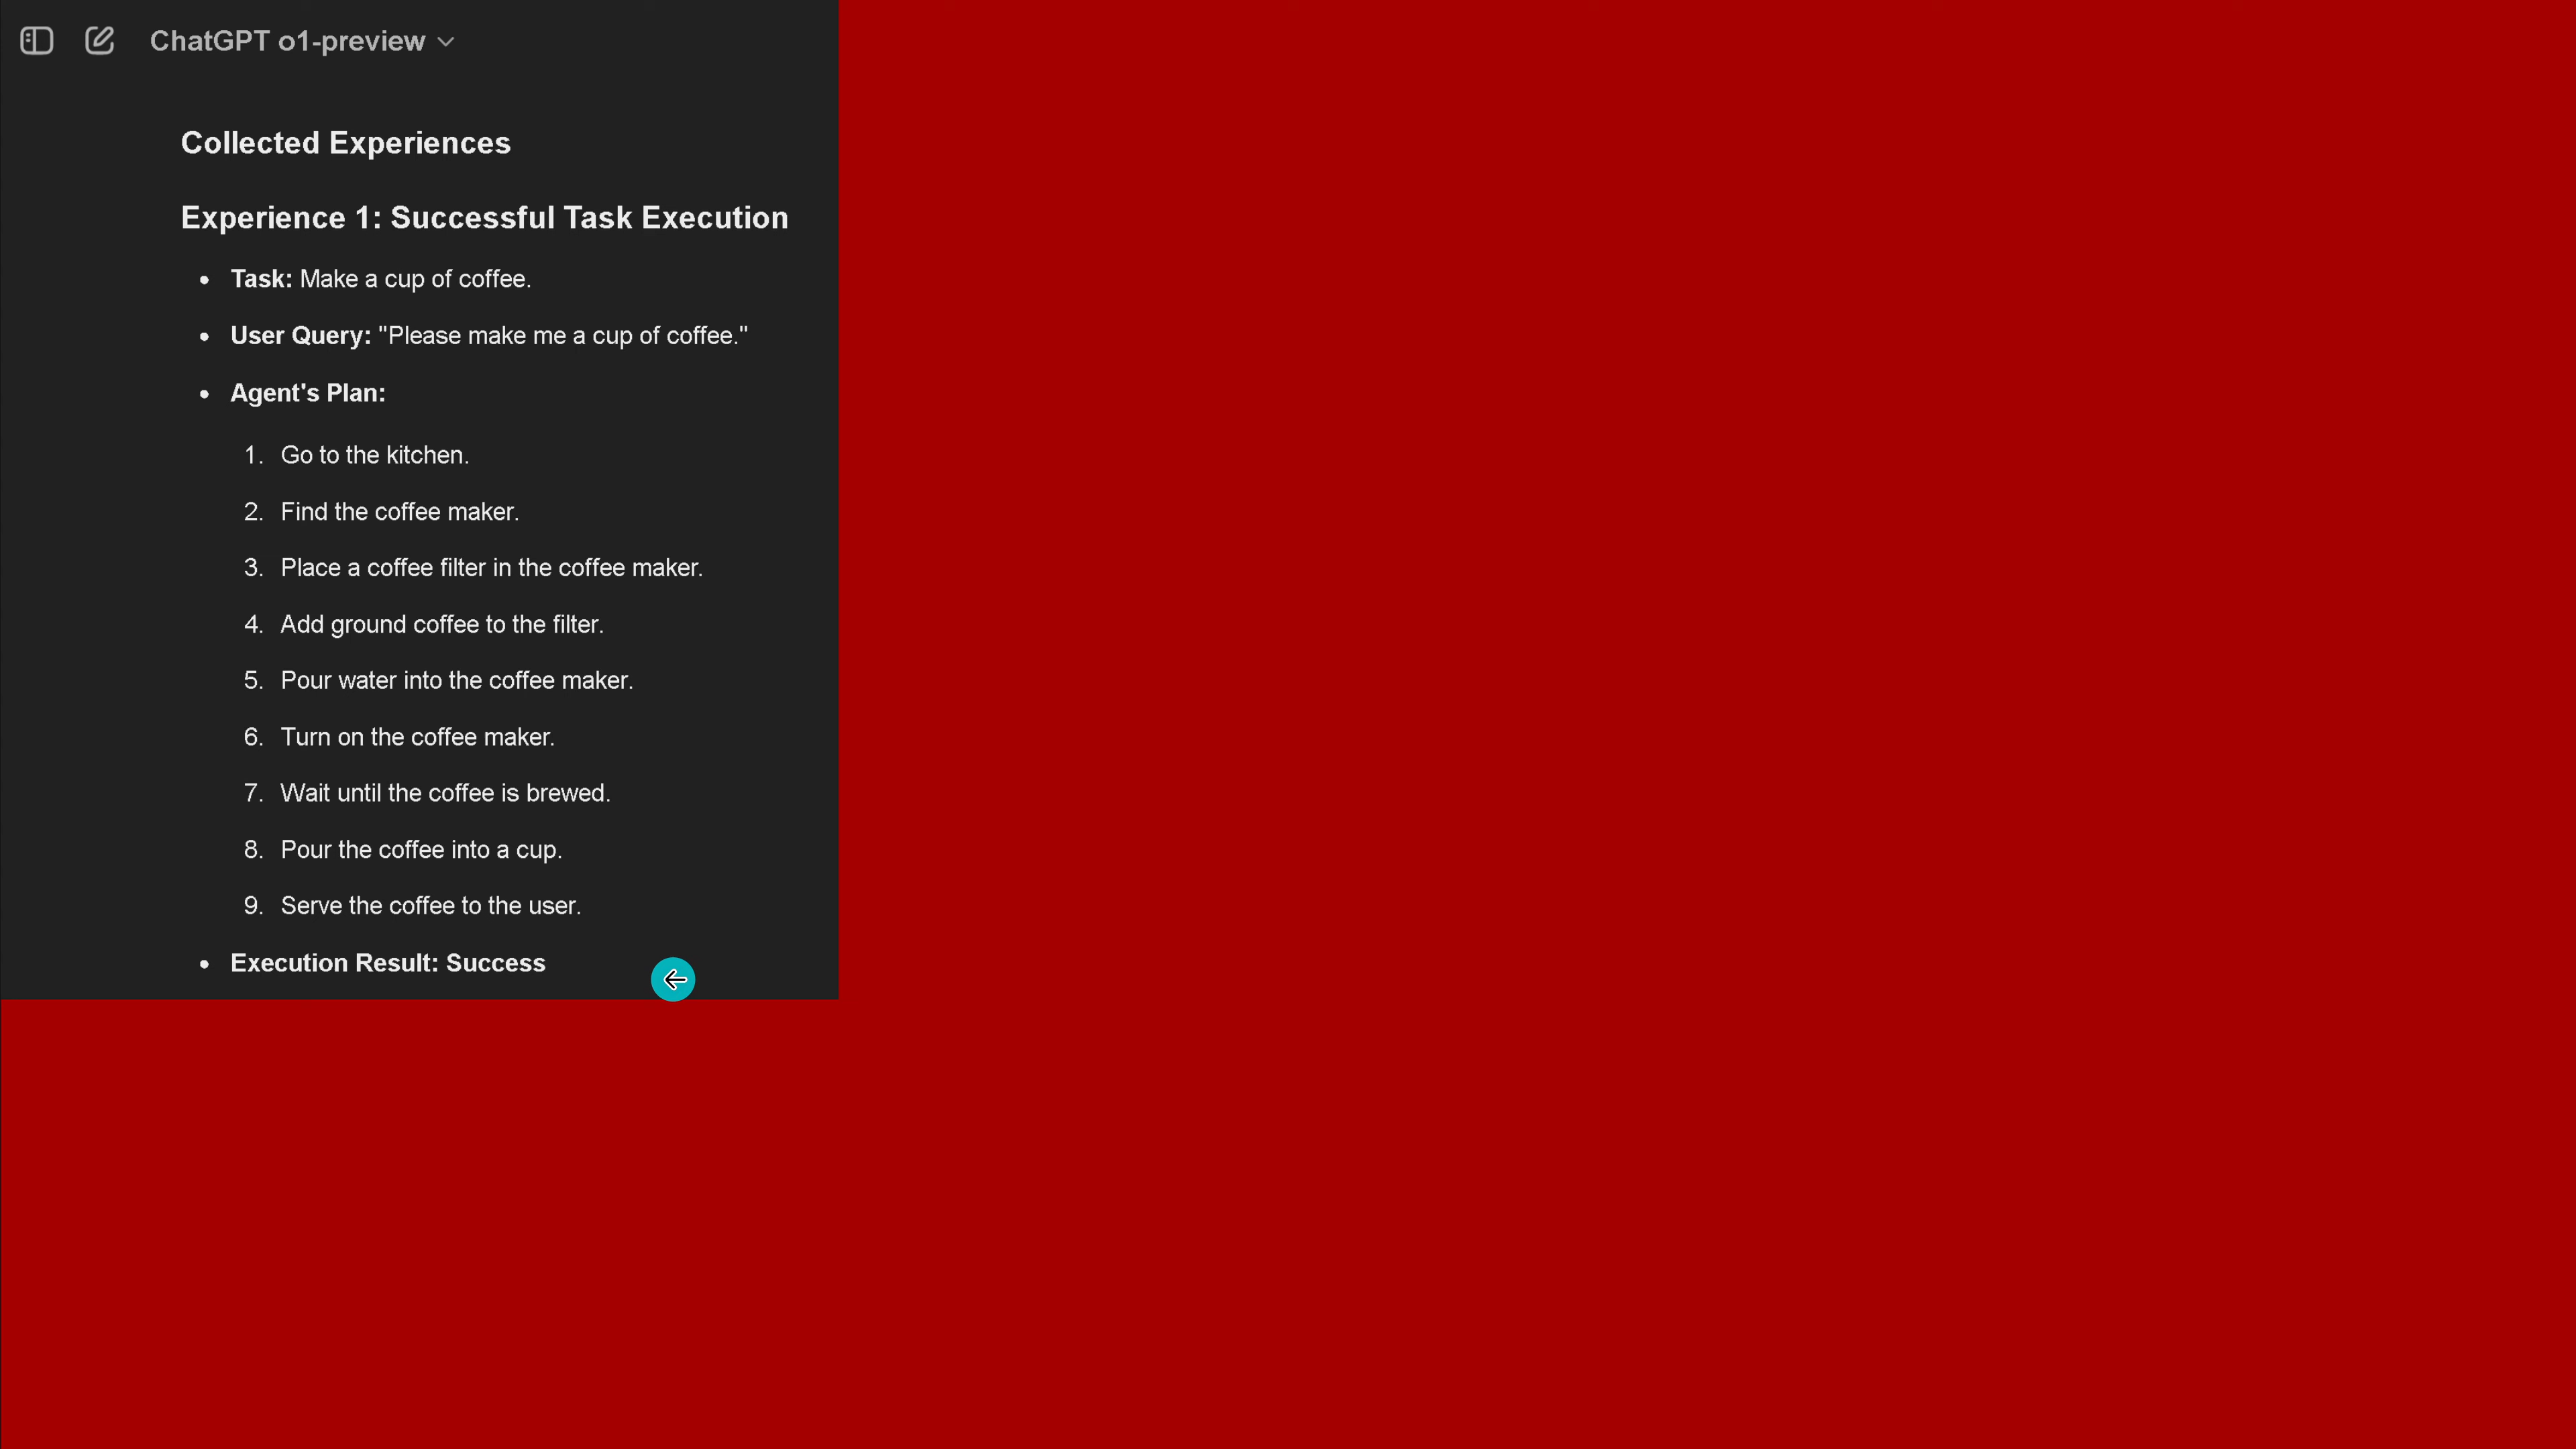 ChatGPT o1-preview
Collected Experiences
Experience 1: Successful Task Execution
• Task: Make a cup of coffee.
• User Query: "Please make me a cup of coffee."
• Agent's Plan:
1. Go to the kitchen.
2. Find the coffee maker.
3. Place a coffee filter in the coffee maker.
4. Add ground coffee to the filter.
5. Pour water into the coffee maker.
6. Turn on the coffee maker.
7. Wait until the coffee is brewed.
8. Pour the coffee into a cup.
9. Serve the coffee to the user.
• Execution Result: Success